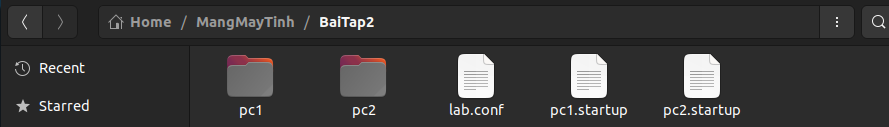 Home / MangMayTinh / BaiTap2
Recent
Starred
pc1 pc2 lab.conf pc1.startup pc2.startup